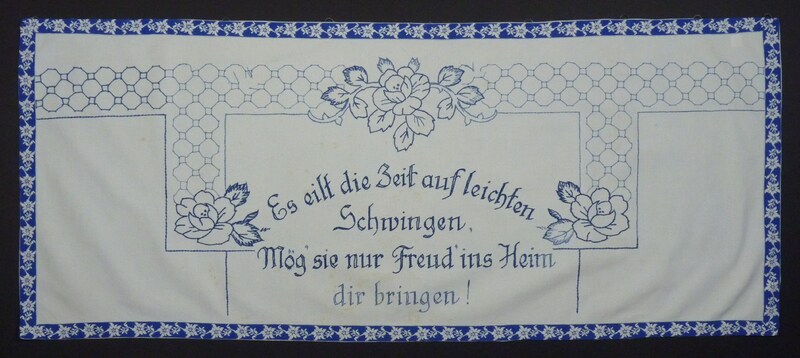 Es eilt die Zeit auf leichten
Schwingen,
Mög' sie nur Freud' ins Heim
dir bringen!